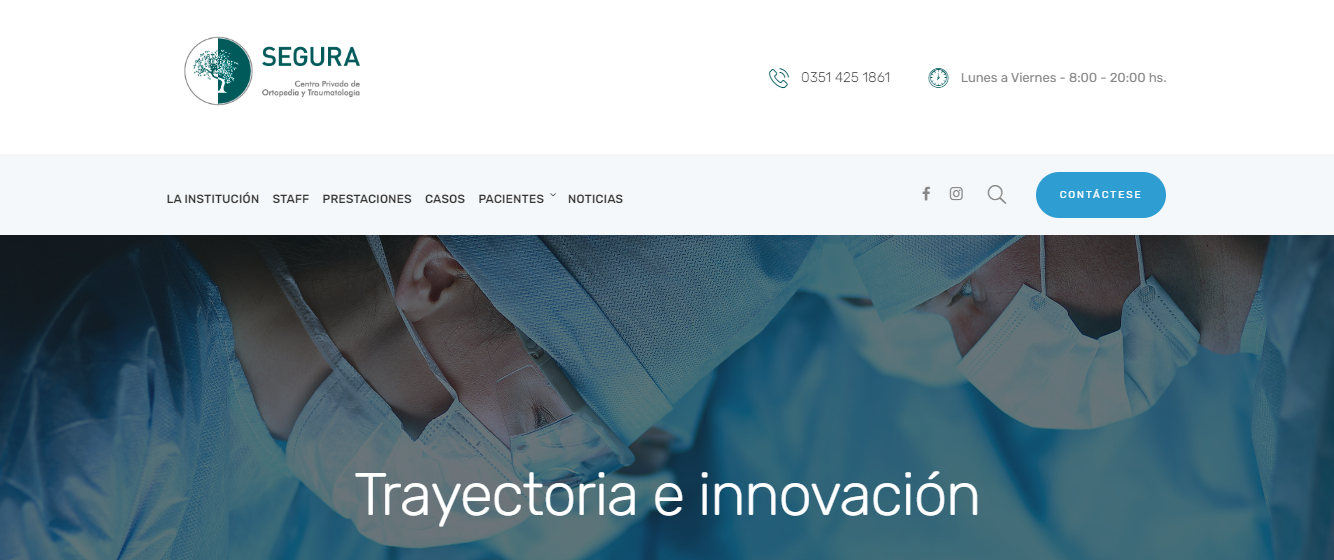 SEGURA
Centro Privado de
Ortopedia y Traumatología
0351 425 1861
Lunes a Viernes - 8:00 - 20:00 hs.
LA INSTITUCIÓN STAFF PRESTACIONES CASOS PACIENTES NOTICIAS
CONTÁCTESE
Trayectoria e innovación